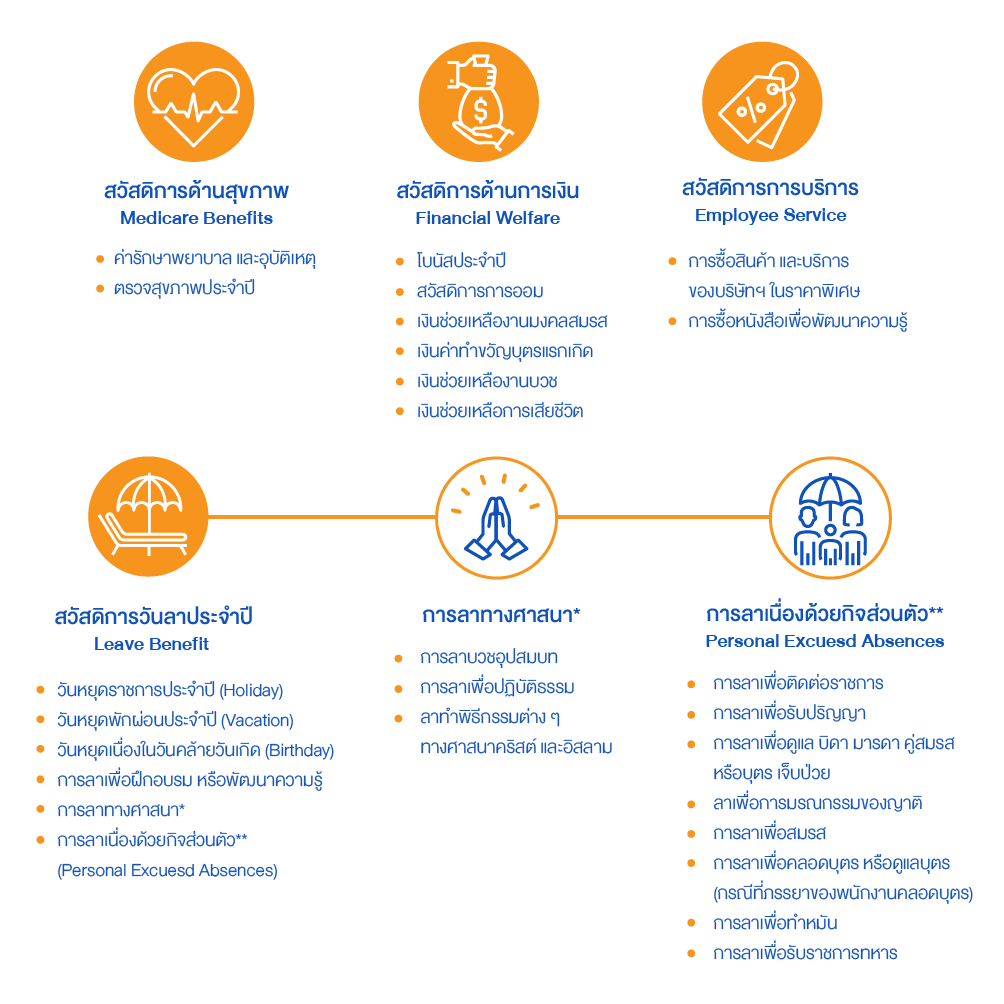 สวัสดิการด้านสุขภาพ
Medicare Benefits
ค่ารักษาพยาบาล และอุบัติเหตุ
ตรวจสุขภาพประจำปี
สวัสดิการด้านการเงิน
Financial Welfare
โบนัสประจำปี
สวัสดิการการออม
เงินช่วยเหลืองานมงคลสมรส
เงินค่าทำขวัญบุตรแรกเกิด
เงินช่วยเหลืองานบวช
เงินช่วยเหลือการเสียชีวิต
สวัสดิการการบริการ
Employee Service
การซื้อสินค้า และบริการ
ของบริษัทฯ ในราคาพิเศษ
การซื้อหนังสือเพื่อพัฒนาความรู้
สวัสดิการวันลาประจำปี
Leave Benefit
วันหยุดราชการประจำปี (Holiday)
วันหยุดพักผ่อนประจำปี (Vacation)
วันหยุดเนื่องในวันคล้ายวันเกิด (Birthday)
การลาเพื่อฝึกอบรม หรือพัฒนาความรู้
การลาทางศาสนา*
การลาเนื่องด้วยกิจส่วนตัว**
(Personal Excuesd Absences)
การลาทางศาสนา*
การลาบวชอุปสมบท
การลาเพื่อปฏิบัติธรรม
ลาทำพิธีกรรมต่าง ๆ
ทางศาสนาคริสต์ และอิสลาม
การลาเนื่องด้วยกิจส่วนตัว**
Personal Excuesd Absences
การลาเพื่อติดต่อราชการ
การลาเพื่อรับปริญญา
การลาเพื่อดูแล บิดา มารดา คู่สมรส
หรือบุตร เจ็บป่วย
ลาเพื่อการมรณกรรมของญาติ
การลาเพื่อสมรส
การลาเพื่อคลอดบุตร หรือดูแลบุตร
(กรณีที่ภรรยาของพนักงานคลอดบุตร)
การลาเพื่อทำหมัน
การลาเพื่อรับราชการทหาร